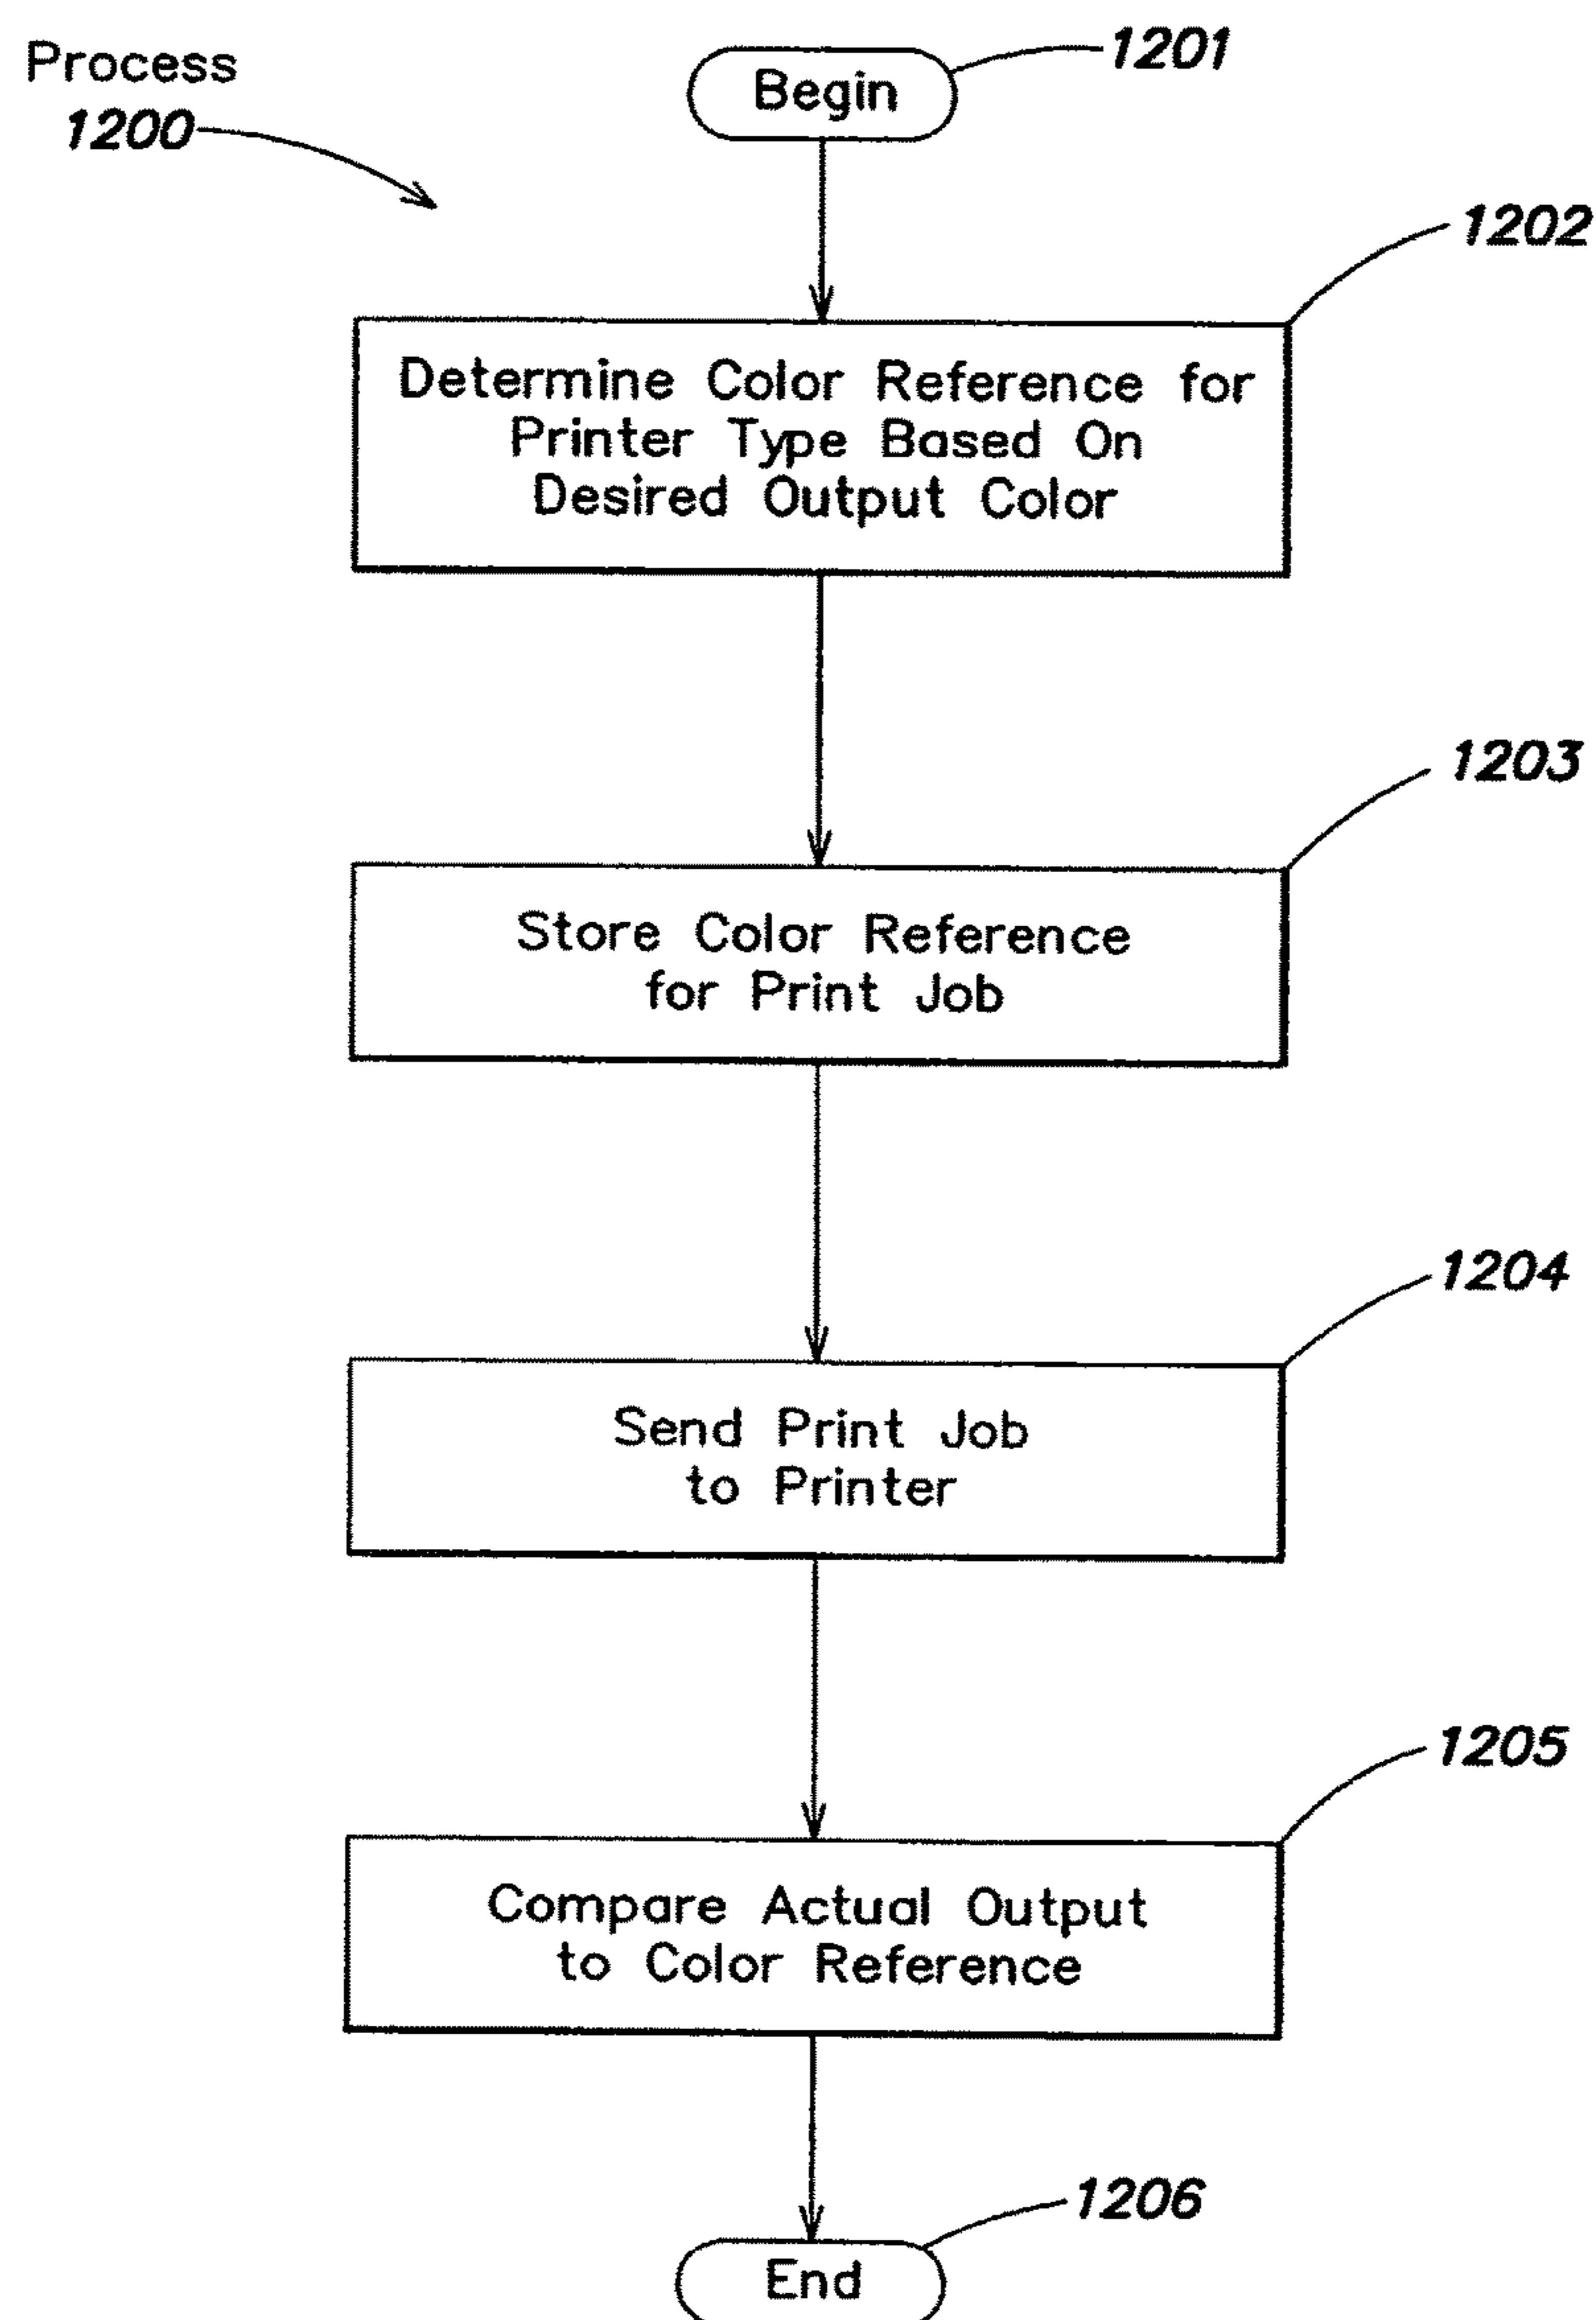 Process
1200
Begin
1201
1202
Determine Color Reference for
Printer Type Based On
Desired Output Color
1203
Store Color Reference
for Print Job
1204
Send Print Job
to Printer
1205
Compare Actual Output
to Color Reference
1206
End